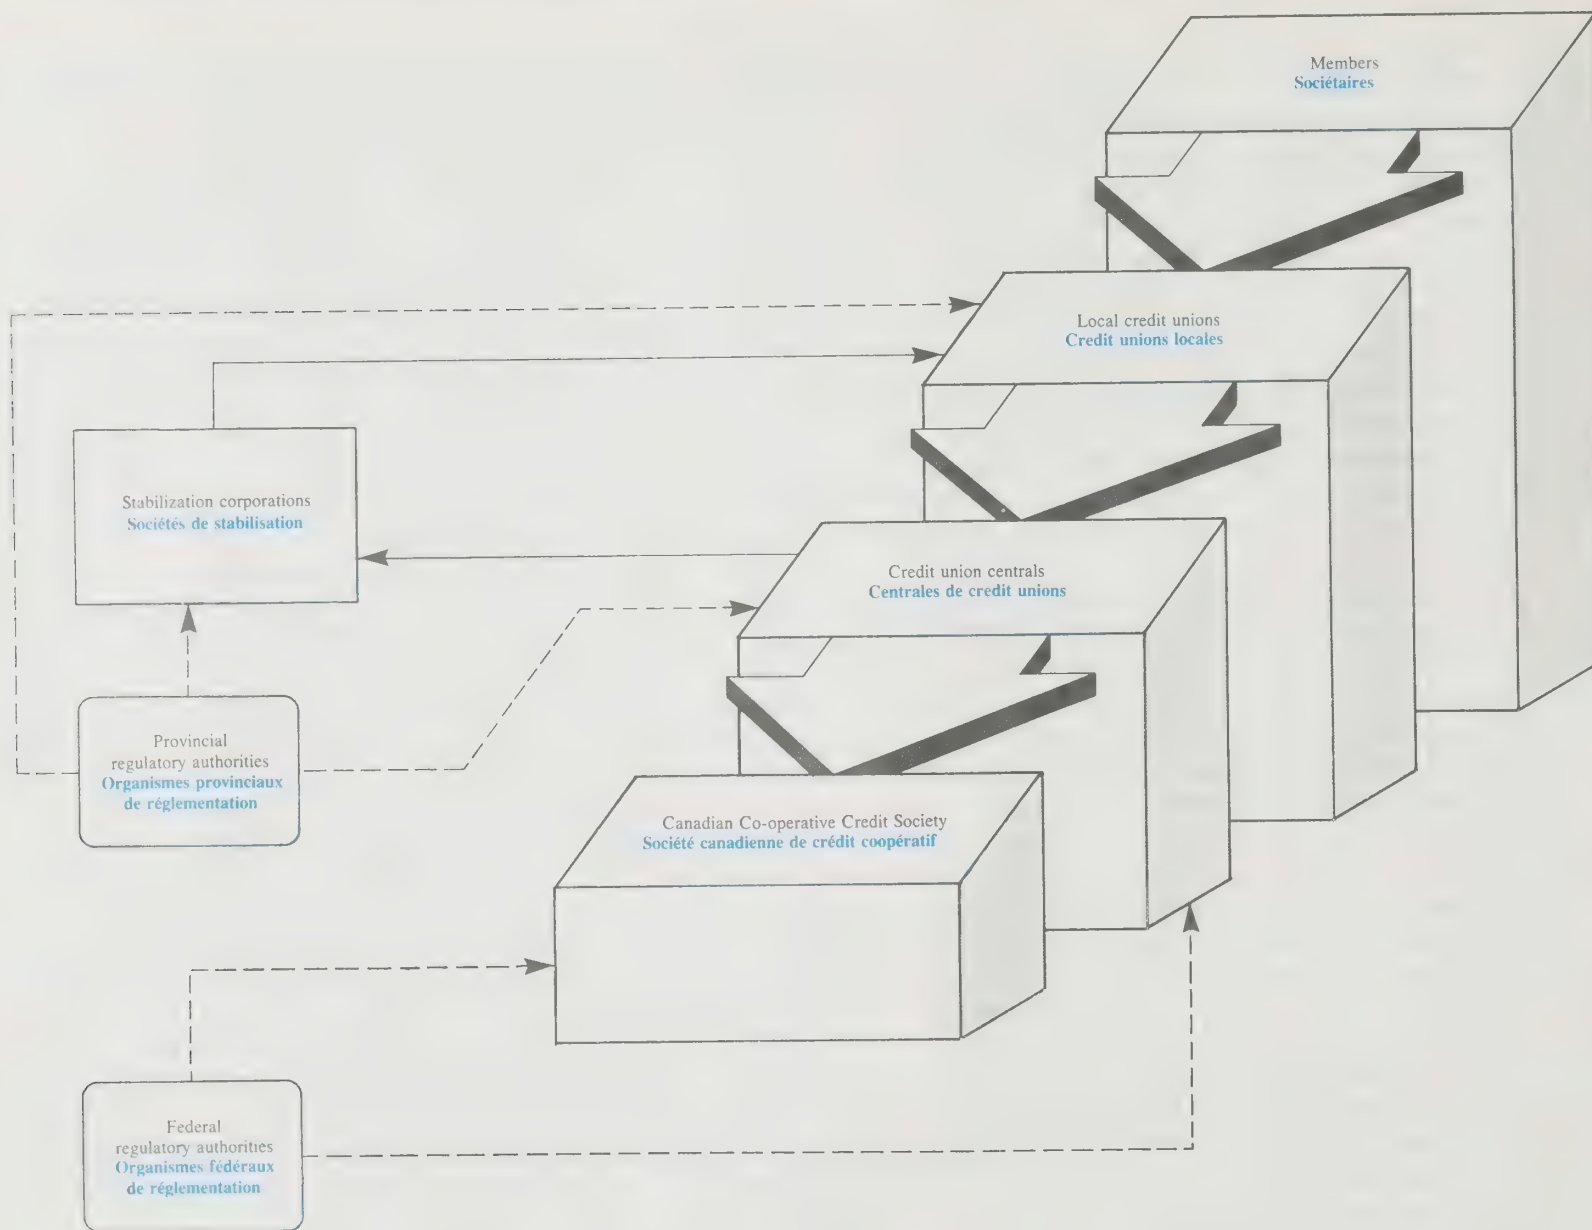 Members
Sociétaires
Local credit unions
Credit unions locales
Stabilization corporations
Sociétés de stabilisation
Credit union centrals
Centrales de credit unions
Provincial
regulatory authorities
Organismes provinciaux
de réglementation
Canadian Co-operative Credit Society
Société canadienne de crédit coopératif
Federal
regulatory authorities
Organismes fédéraux
de réglementation